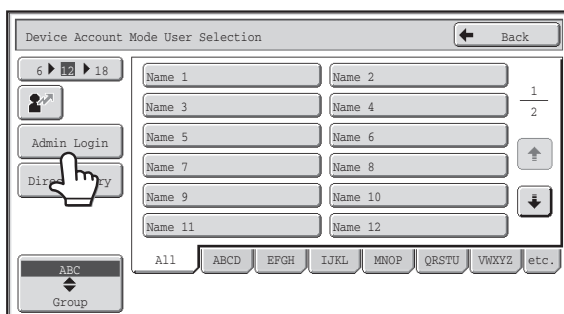 Device Account Mode User Selection
Back
6 12 18
Admin Login
ABC
Group
Name 1 Name 2
Name 3 Name 4
Name 5 Name 6
Name 7 Name 8
Name 9 Name 10
Name 11 Name 12
1
2
All ABCD EFGH IJKL MNOP QRSTU VWXYZ etc.